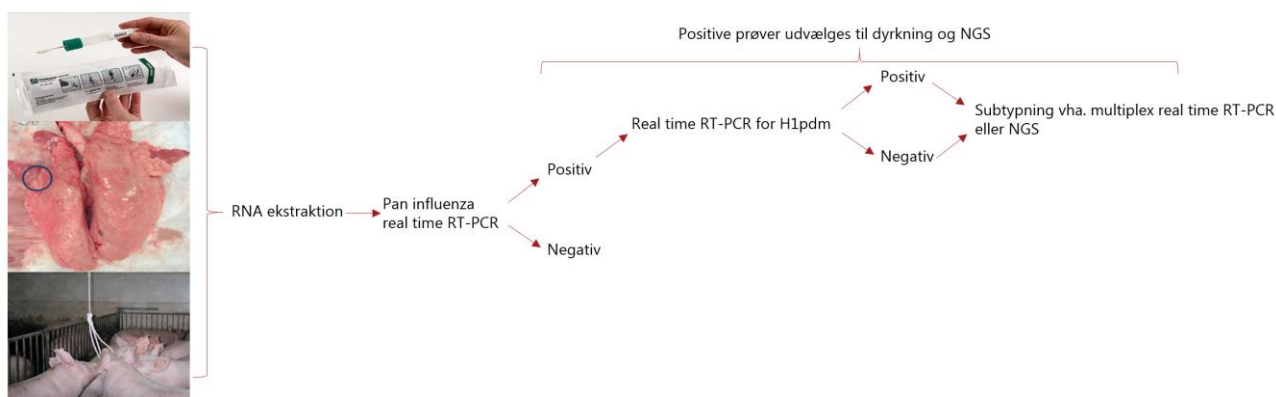 Positive prøver udvælges til dyrkning og NGS
Positiv
Real time RT-PCR for H1pdm
Subtypning vha. multiplex real time RT-PCR
eller NGS
Negativ
Positiv
RNA ekstraktion
Pan influenza
real time RT-PCR
Negativ